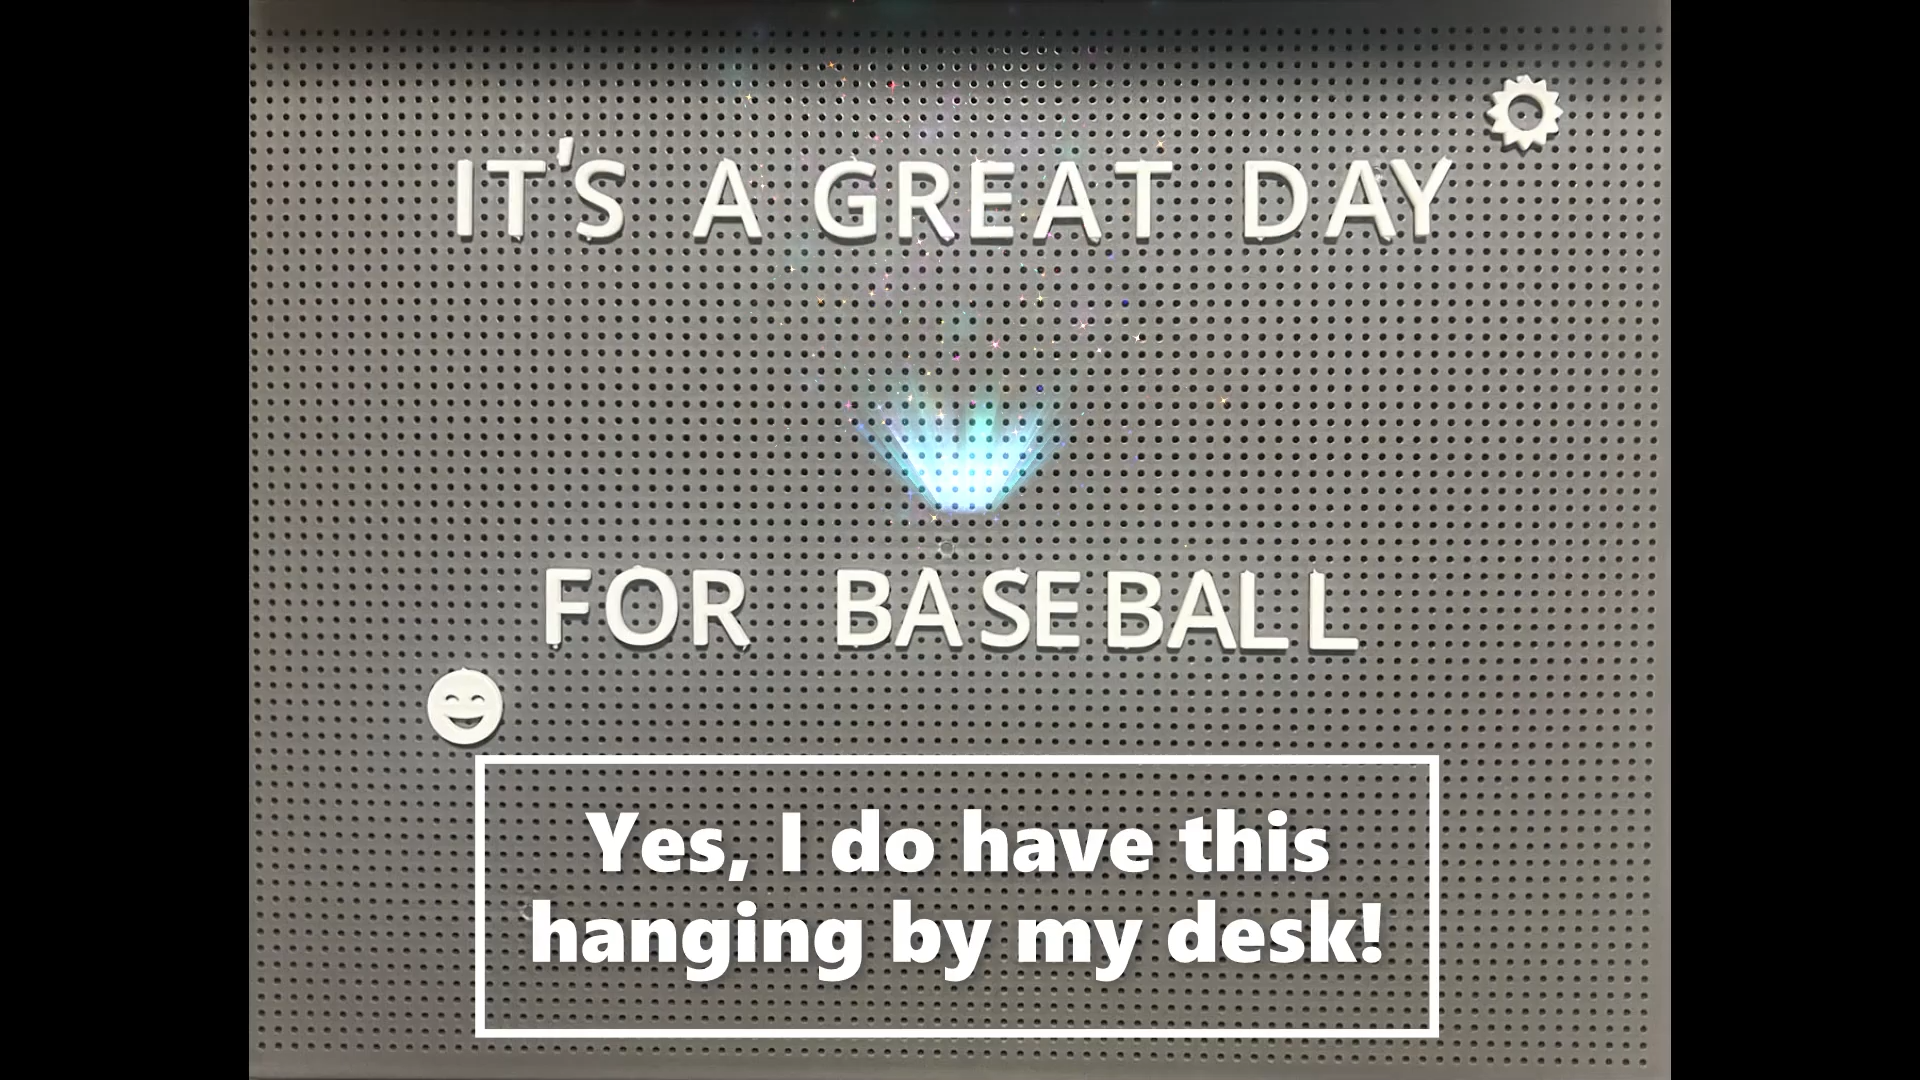 IT'S A GREAT DAY
FOR BASEBALL
Yes, I do have this
hanging by my desk!